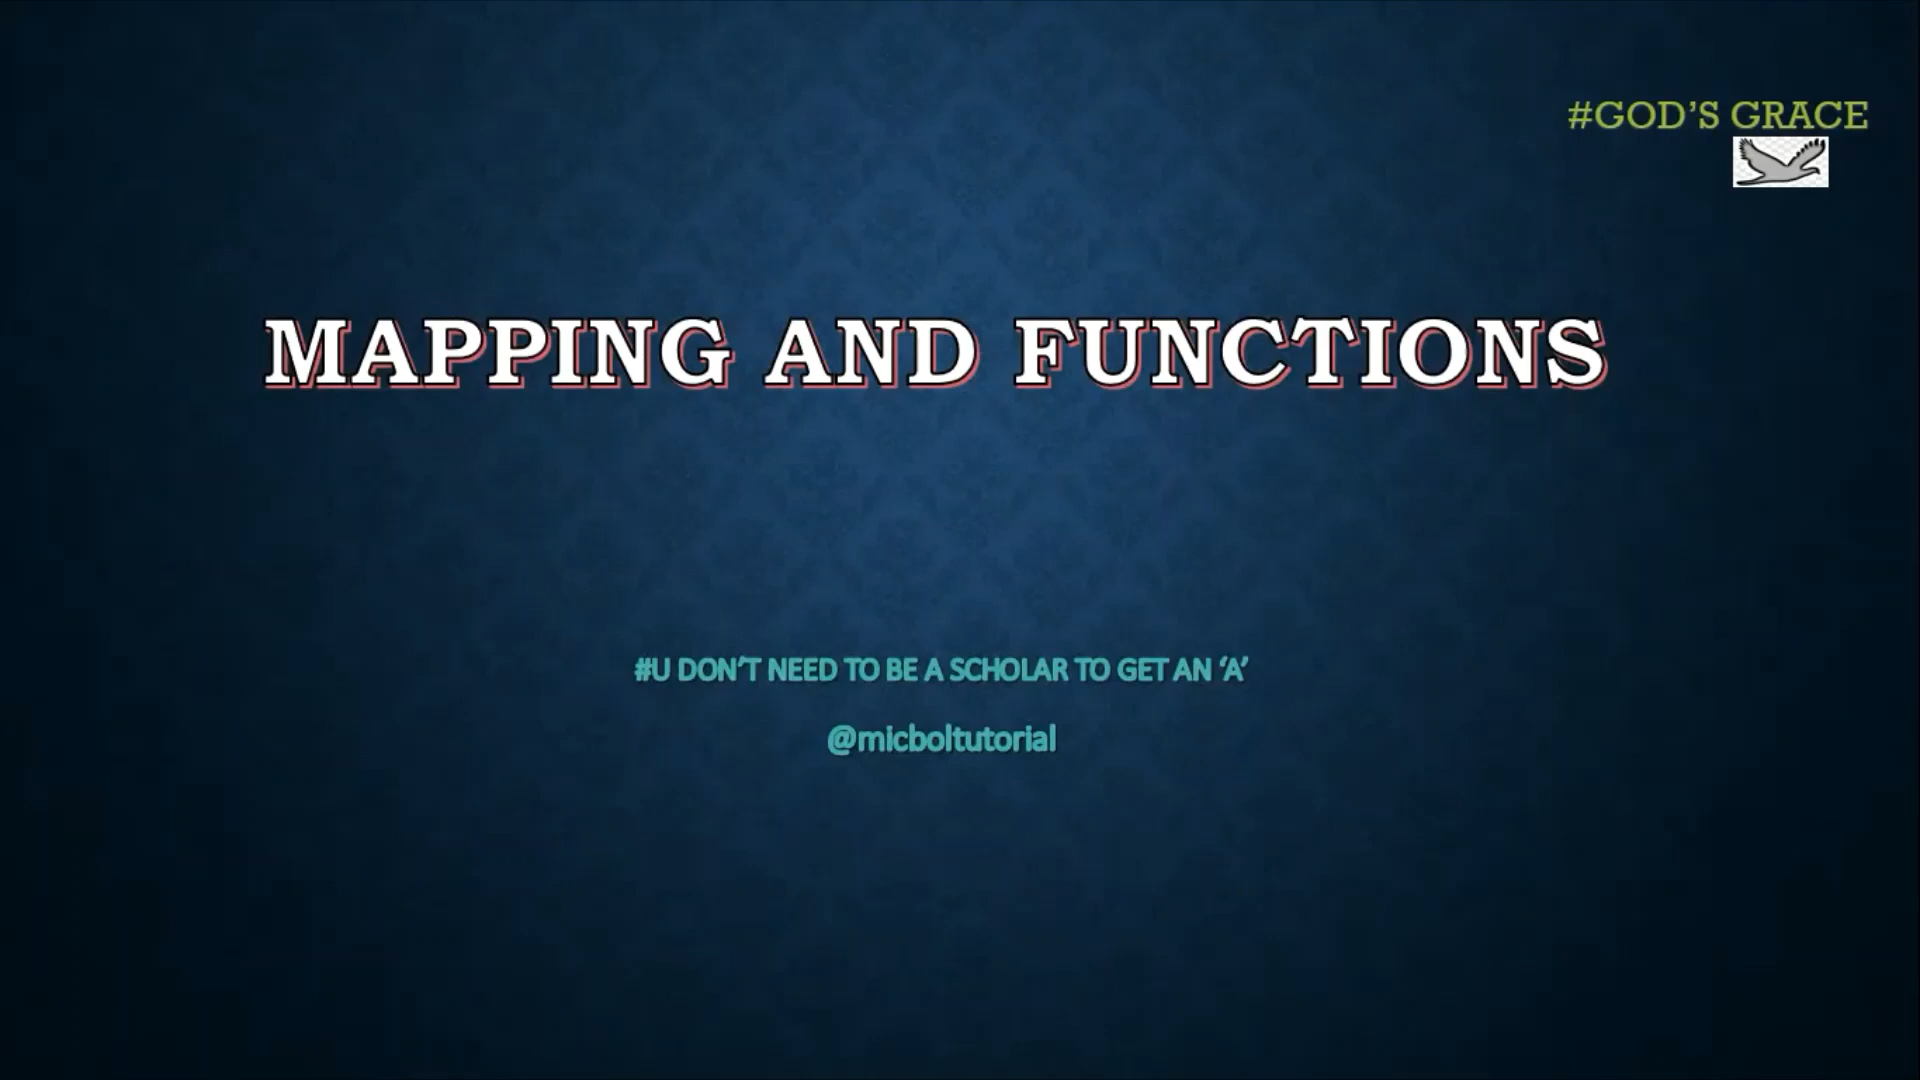 #GOD'S GRACE
MAPPING AND FUNCTIONS
#U DON'T NEED TO BE A SCHOLAR TO GET AN ‘A’
@micboltutorial